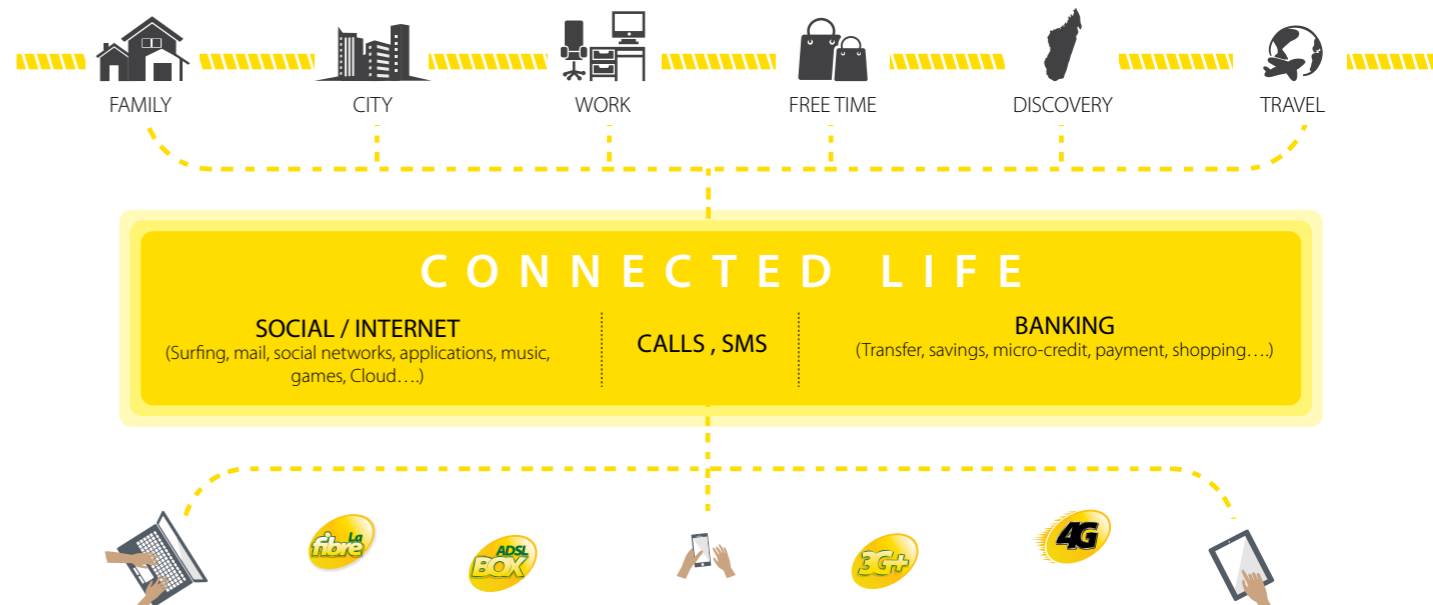 FAMILY
CITY
WORK
FREE TIME
DISCOVERY
TRAVEL
CONNECTED LIFE
SOCIAL / INTERNET
(Surfing, mail, social networks, applications, music,
games, Cloud….)
CALLS , SMS
BANKING
(Transfer, savings, micro-credit, payment, shopping….)
La
fibre
ADSL
BOX
3G+
4G